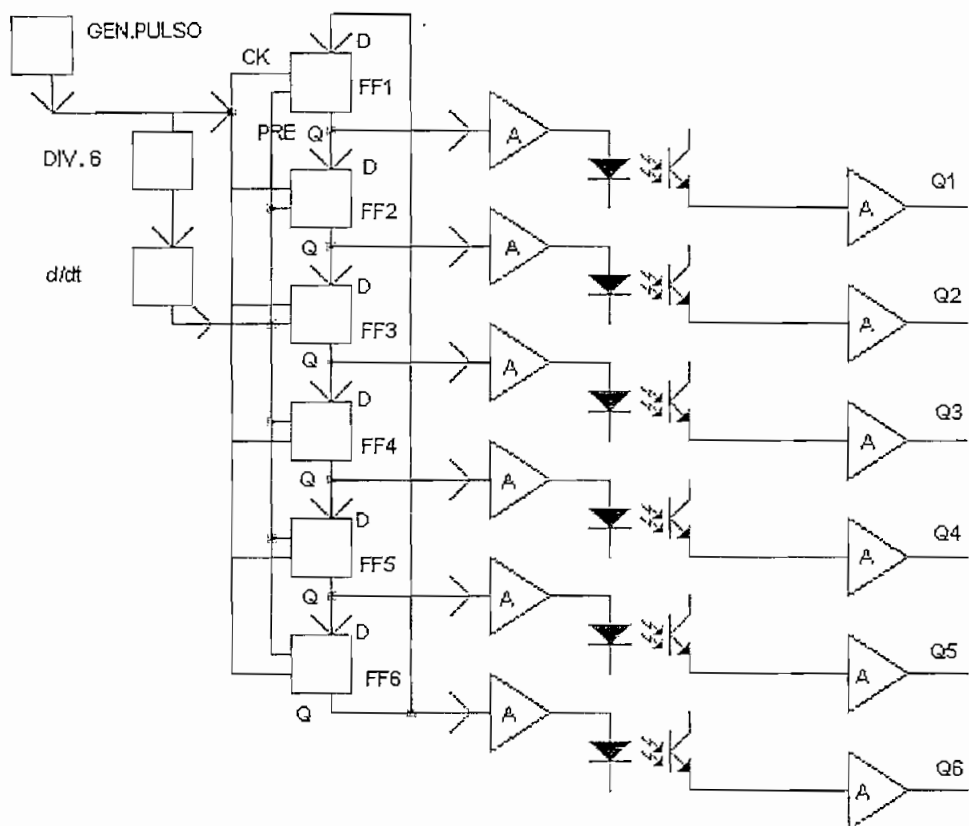 GEN.PULSO
D
CK
FF1
PRE
Q
A
D
DIV.6
FF2
A
Q1
Q
A
D
d/dt
FF3
A
Q2
Q
A
D
FF4
A
Q3
Q
A
D
FF5
A
Q4
Q
A
D
FF6
A
Q5
Q
A
A
Q6